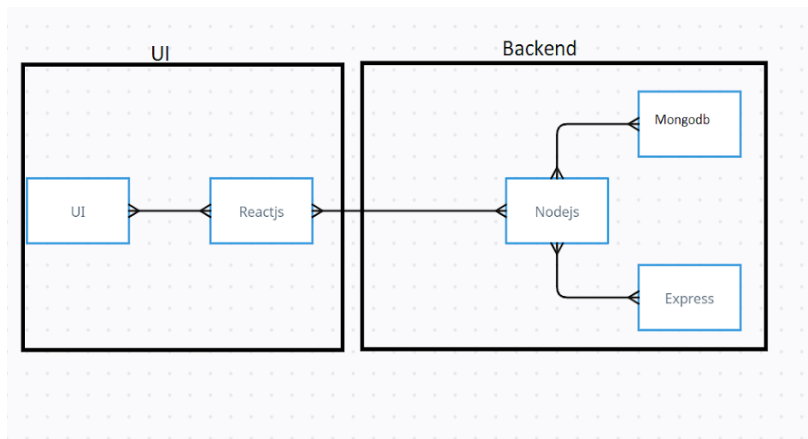 UI
Backend
UI
Reactjs
Nodejs
Mongodb
Express